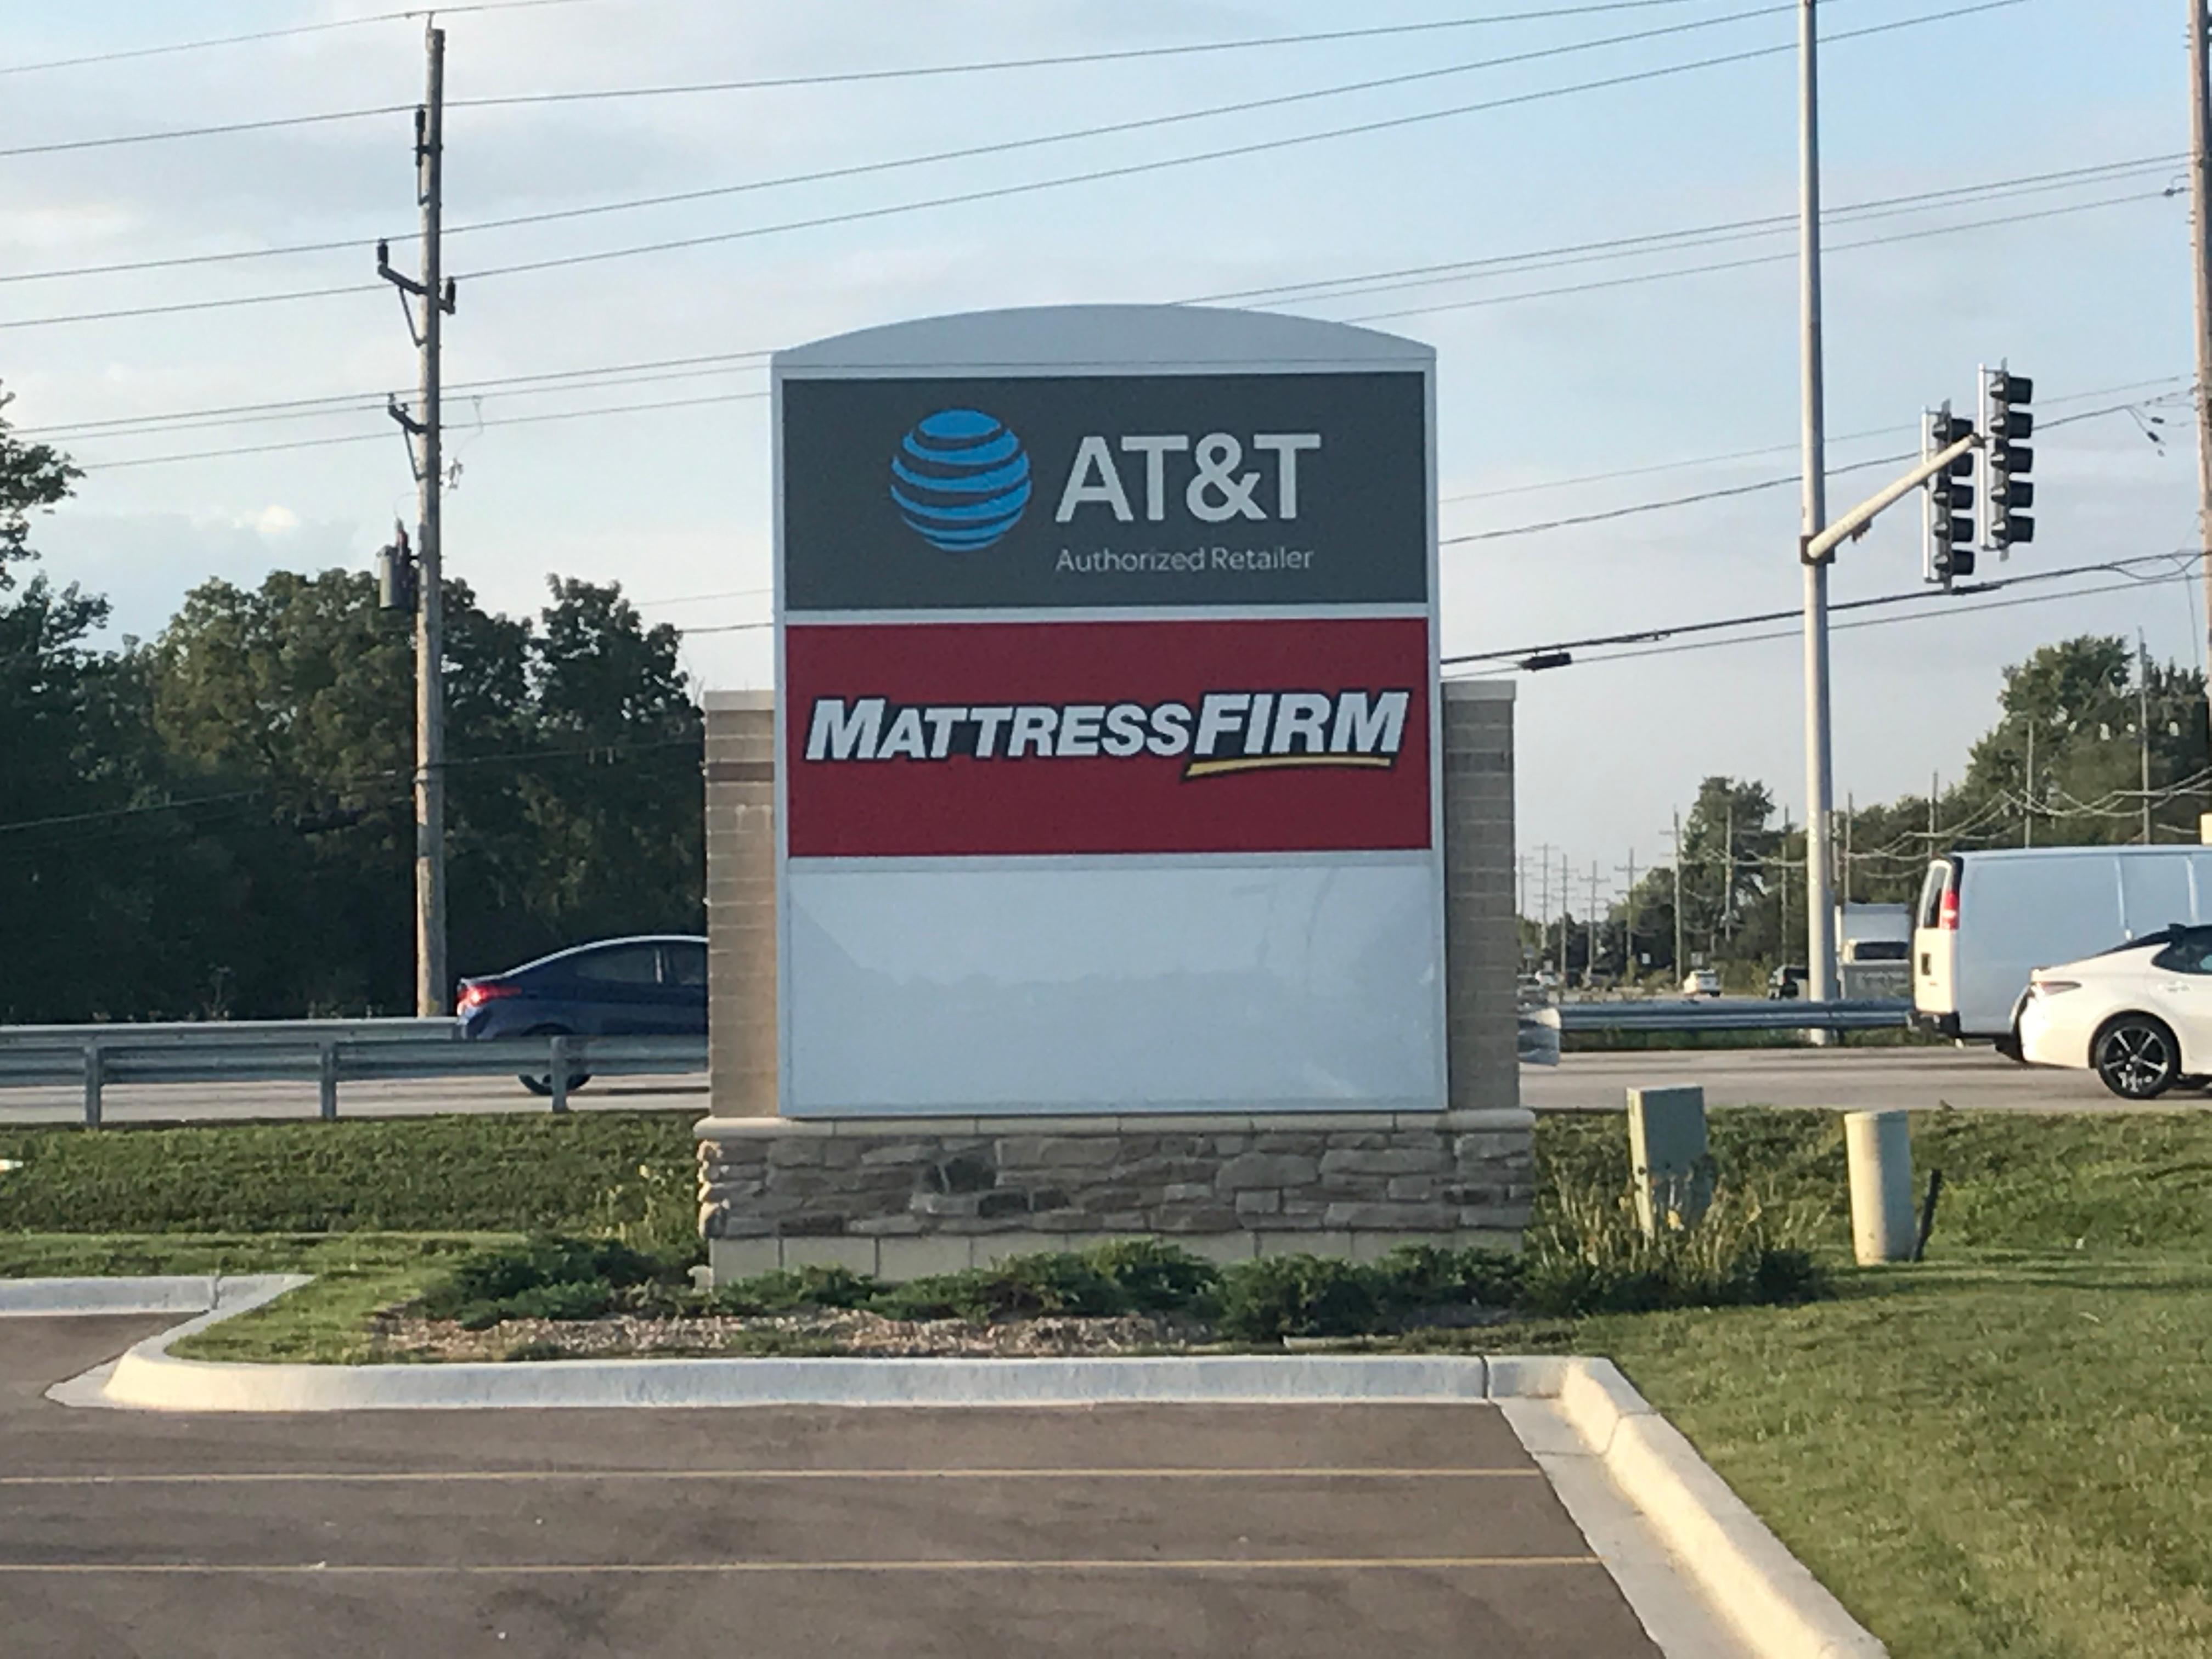 AT&T
Authorized Retailer
MATTRESSFIRM